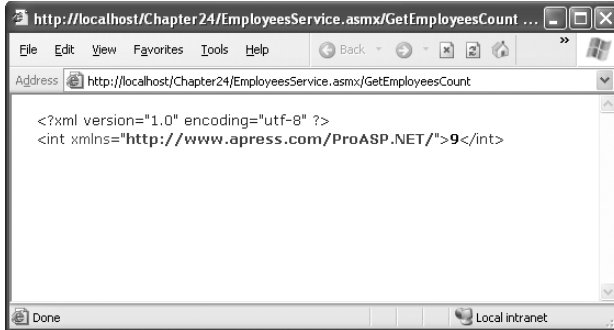 http://localhost/Chapter24/EmployeesService.asmx/GetEmployeesCount ...
File Edit View Favorites Tools Help Back »
Address http://localhost/Chapter24/EmployeesService.asmx/GetEmployeesCount
<?xml version="1.0" encoding="utf-8" ?>
<int xmlns="http://www.apress.com/ProASP.NET/">9</int>
Done Local intranet